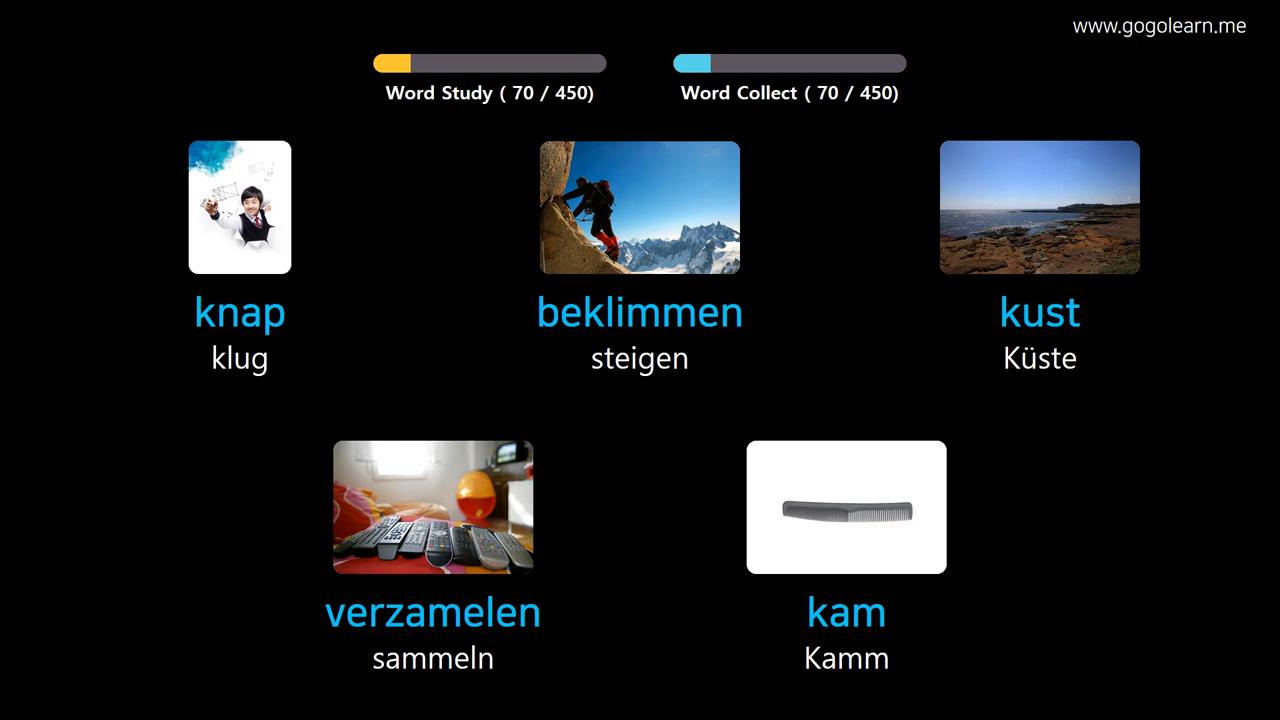 www.gogolearn.me
Word Study ( 70 / 450)
Word Collect ( 70 / 450)
knap
klug
beklimmen
steigen
kust
Küste
verzamelen
sammeln
kam
Kamm